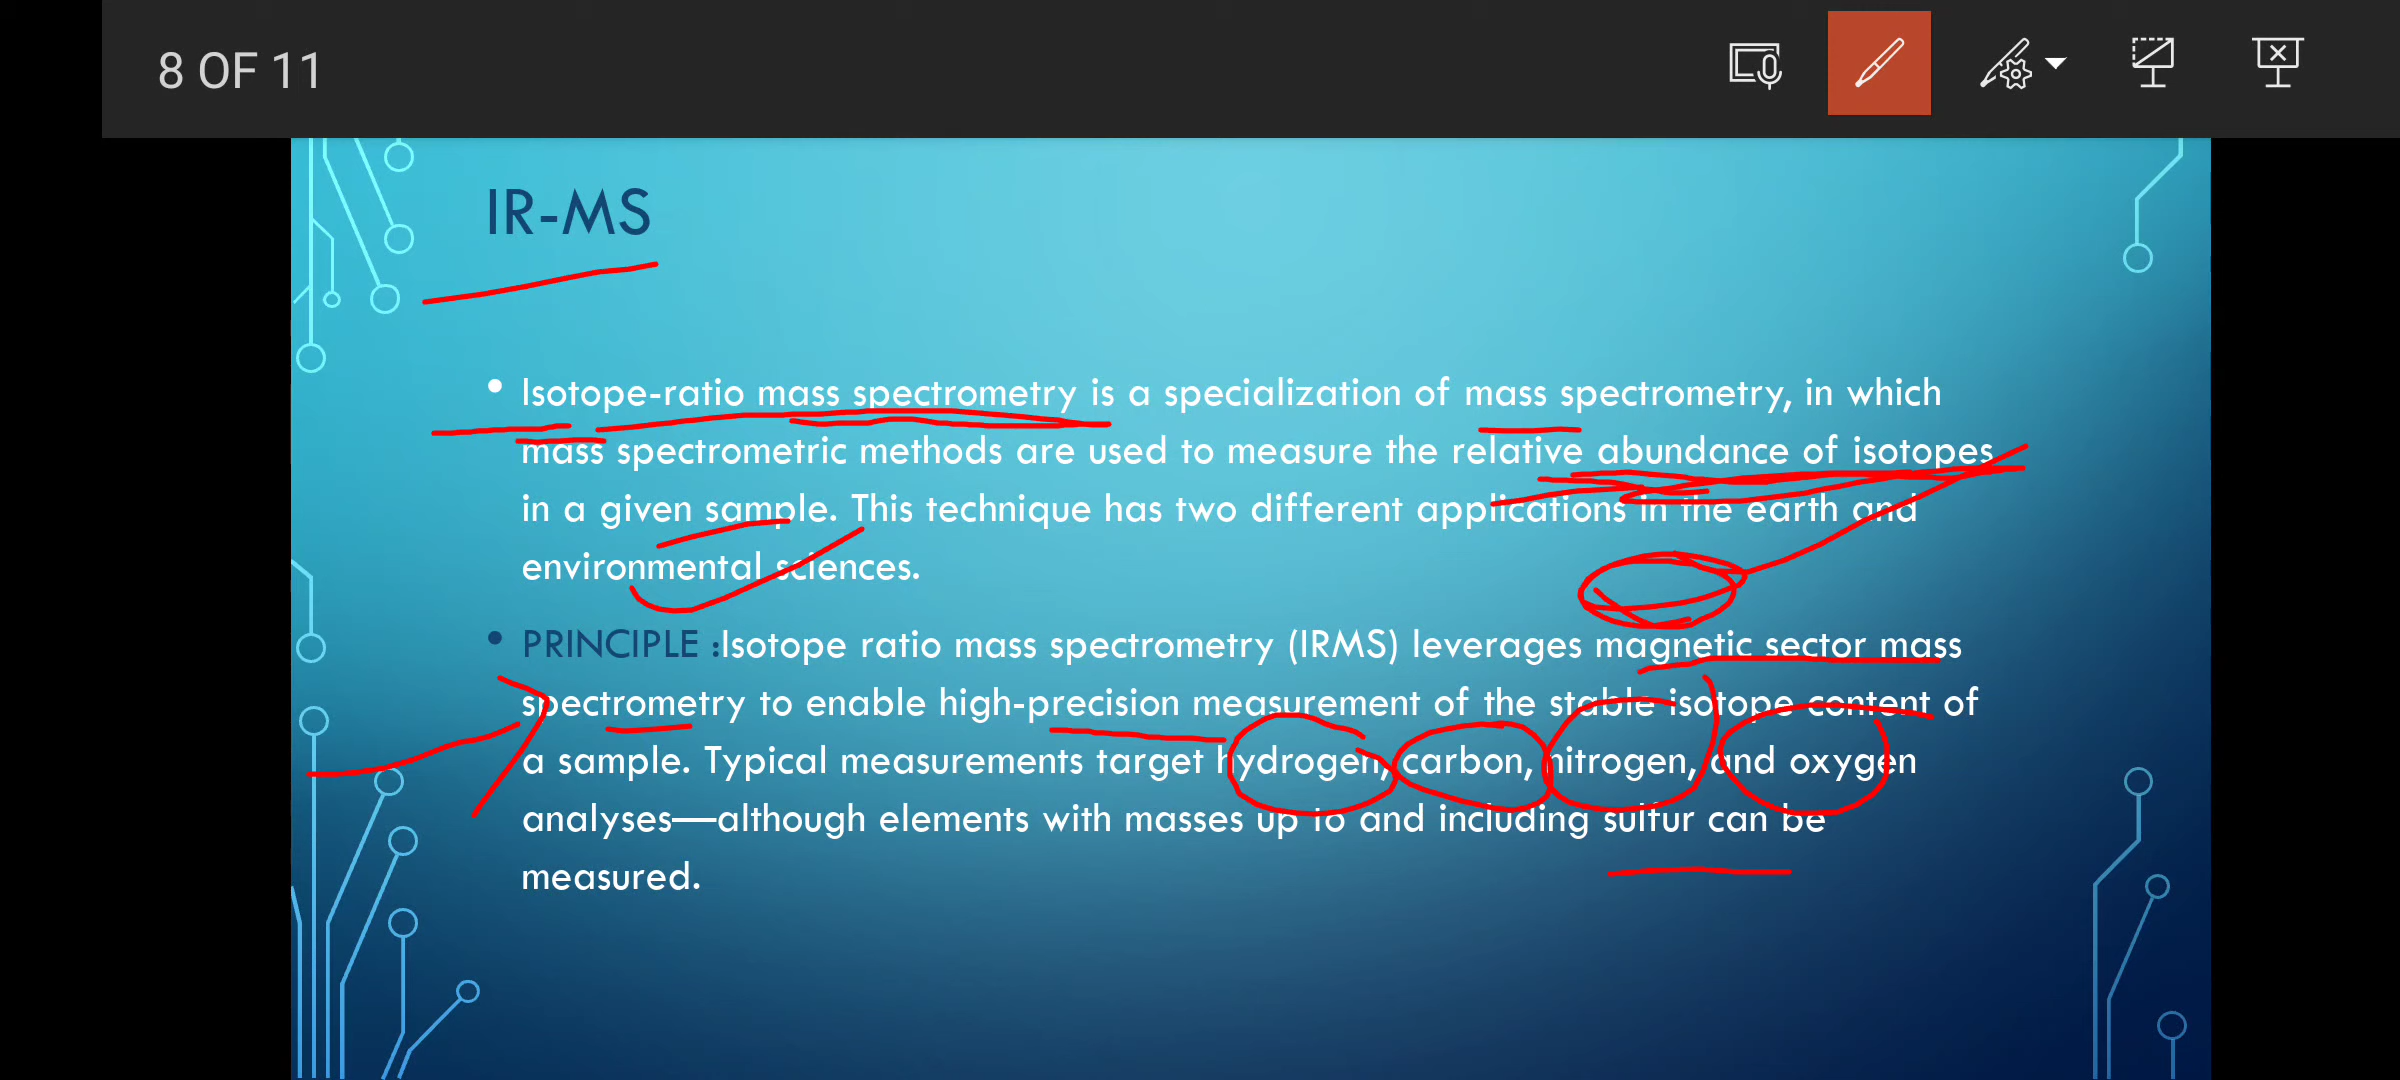 8 OF 11
IR-MS
• Isotope-ratio mass spectrometry is a specialization of mass spectrometry, in which
mass spectrometric methods are used to measure the relative abundance of isotopes
in a given sample. This technique has two different applications in the earth and
environmental sciences.
• PRINCIPLE :Isotope ratio mass spectrometry (IRMS) leverages magnetic sector mass
spectrometry to enable high-precision measurement of the stable isotope content of
a sample. Typical measurements target hydrogen, carbon, nitrogen, and oxygen
analyses—although elements with masses up to and including sulfur can be
measured.